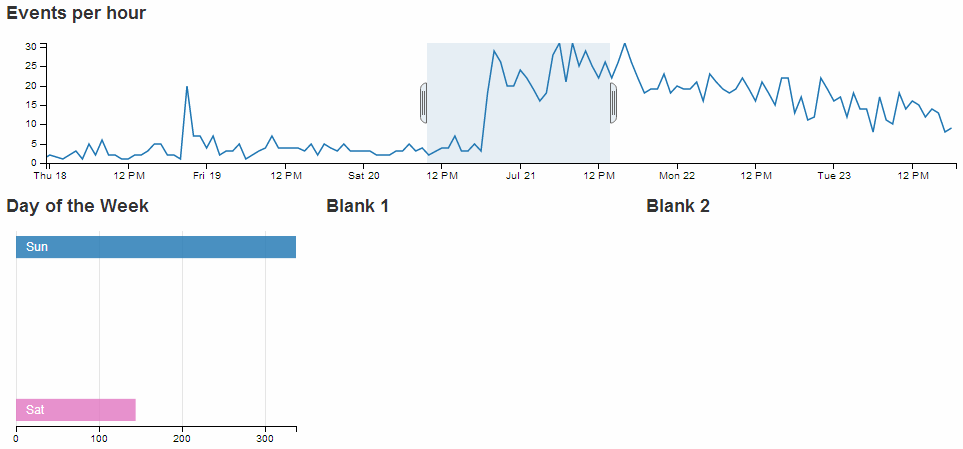 Events per hour
30
25
20
15
10
5
0
Thu 18 12 PM Fri 19 12 PM Sat 20 12 PM Jul 21 12 PM Mon 22 12 PM Tue 23 12 PM
Day of the Week Blank 1 Blank 2
Sun
Sat
0 100 200 300